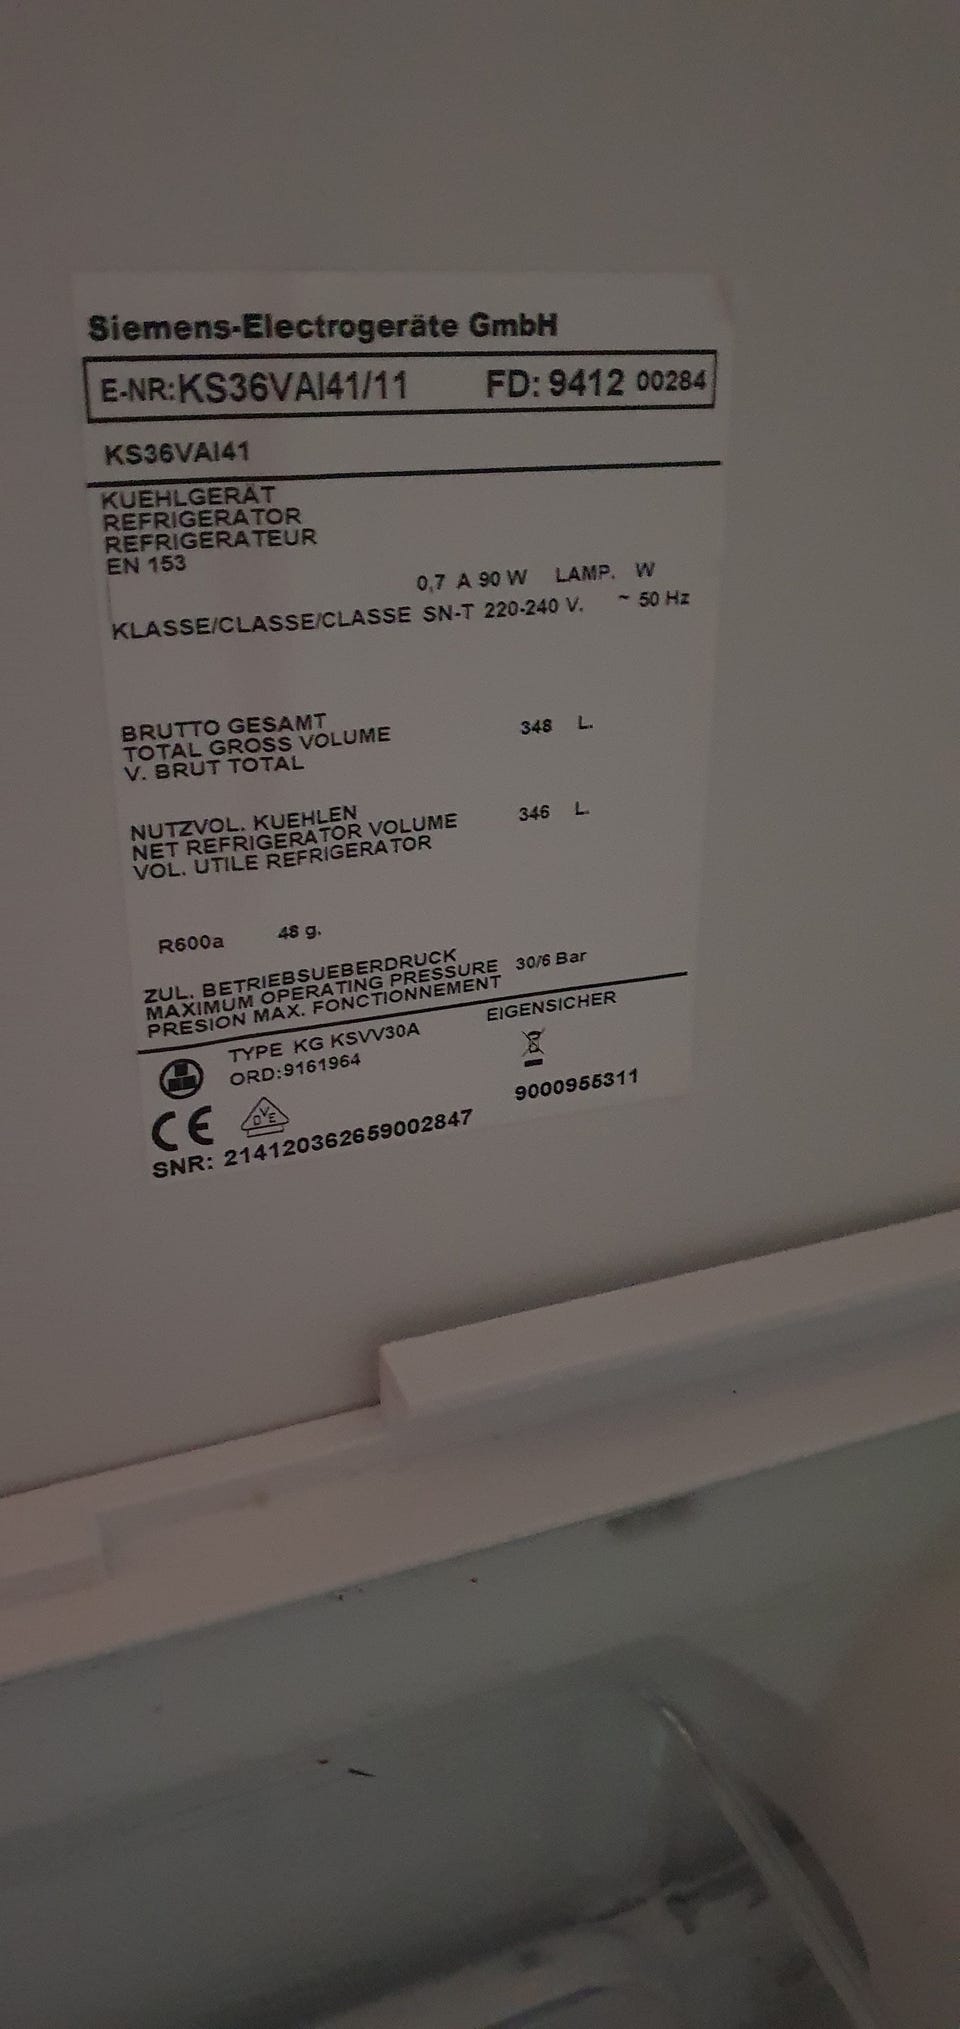 Siemens-Electrogeräte GmbH
E-NR:KS36VAI41/11 FD: 9412 00284
KS36VAI41
KUEHLGERÄT
REFRIGERATOR
REFRIGERATEUR
EN 153
0,7 A 90 W LAMP. W
KLASSE/CLASSE/CLASSE SN-T 220-240 V. ~ 50 Hz
BRUTTO GESAMT
TOTAL GROSS VOLUME 348 L.
V. BRUT TOTAL
NUTZVOL. KUEHLEN
NET REFRIGERATOR VOLUME 346 L.
VOL. UTILE REFRIGERATOR
R600a 48 g.
ZUL. BETRIEBSUEBERDRUCK
MAXIMUM OPERATING PRESSURE 30/6 Bar
PRESION MAX. FONCTIONNEMENT
TYPE KG KSVV30A EIGENSICHER
ORD:9161964
CE DVE 9000955311
SNR: 214120362659002847